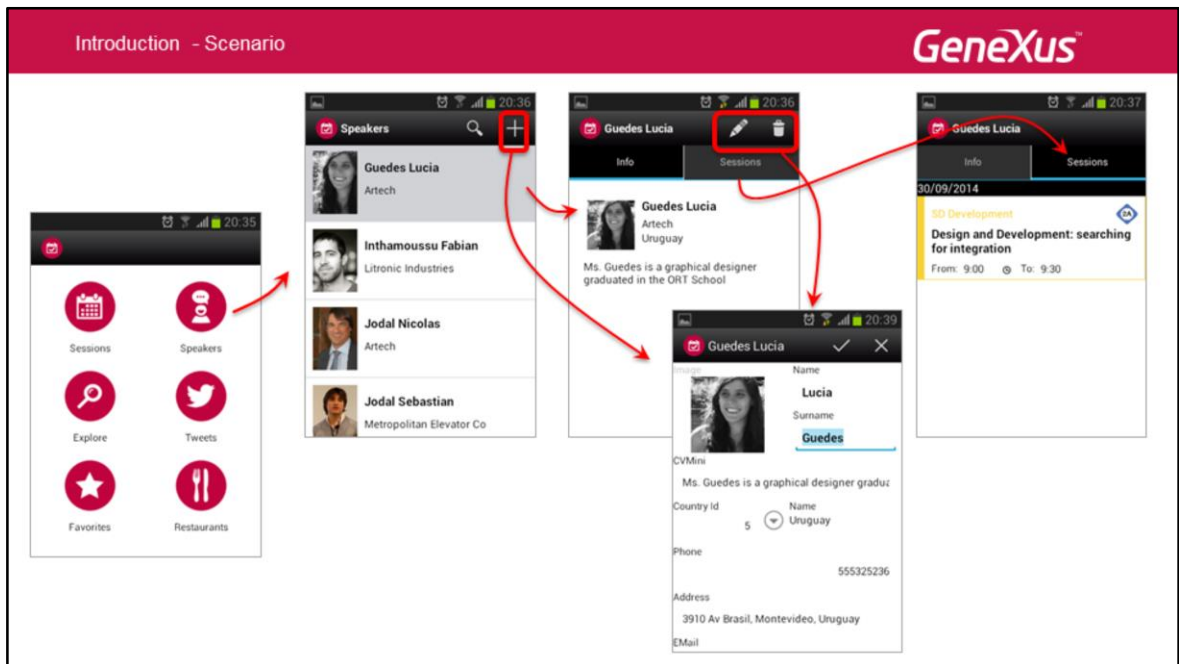 Introduction - Scenario
GeneXus™
20:35
Sessions
Speakers
Explore
Tweets
Favorites
Restaurants
20:36
Speakers
Guedes Lucia
Artech
Inthamoussu Fabian
Litronic Industries
Jodal Nicolas
Artech
Jodal Sebastian
Metropolitan Elevator Co
20:36
Guedes Lucia
Info
Sessions
Guedes Lucia
Artech
Uruguay
Ms. Guedes is a graphical designer
graduated in the ORT School
20:39
Guedes Lucia
Image
Name
Lucia
Surname
Guedes
CVMini
Ms. Guedes is a graphical designer gradua
Country Id
Name
5
Uruguay
Phone
555325236
Address
3910 Av Brasil, Montevideo, Uruguay
EMail
20:37
Guedes Lucia
Info
Sessions
30/09/2014
SD Development
2A
Design and Development: searching
for integration
From: 9:00 To: 9:30